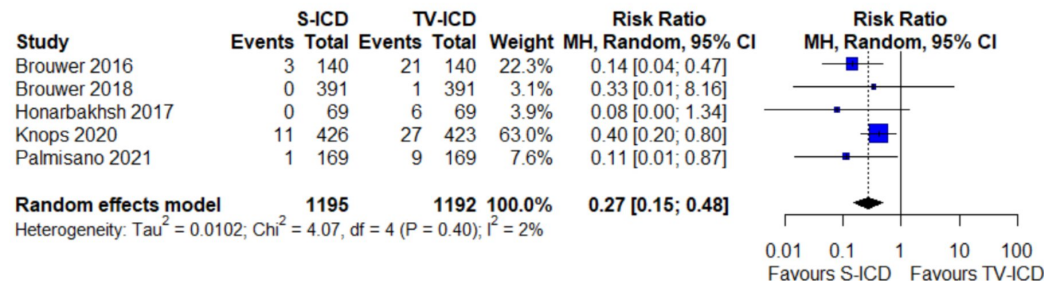 S-ICD TV-ICD Risk Ratio Risk Ratio
Study Events Total Events Total Weight MH, Random, 95% CI MH, Random, 95% CI
Brouwer 2016 3 140 21 140 22.3% 0.14 [0.04; 0.47]
Brouwer 2018 0 391 1 391 3.1% 0.33 [0.01; 8.16]
Honarbakhsh 2017 0 69 6 69 3.9% 0.08 [0.00; 1.34]
Knops 2020 11 426 27 423 63.0% 0.40 [0.20; 0.80]
Palmisano 2021 1 169 9 169 7.6% 0.11 [0.01; 0.87]
Random effects model 1195 1192 100.0% 0.27 [0.15; 0.48]
Heterogeneity: Tau² = 0.0102; Chi² = 4.07, df = 4 (P = 0.40); I² = 2%
0.01 0.1 1 10 100
Favours S-ICD Favours TV-ICD